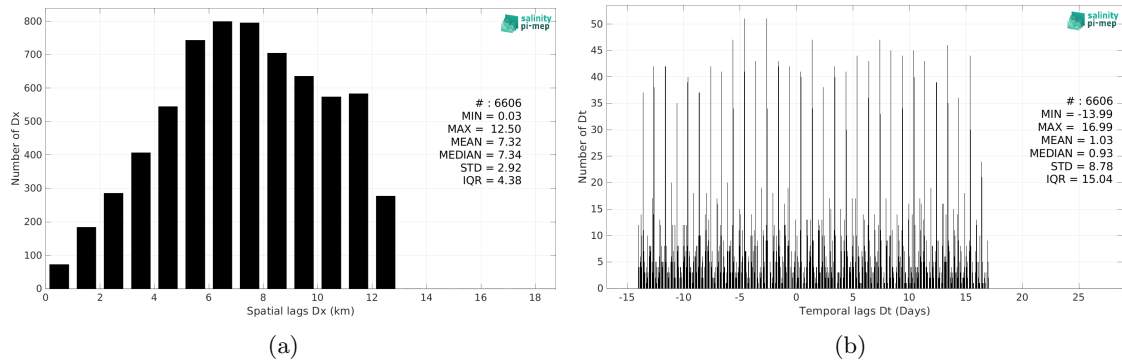 800
700
600
500
400
300
200
100
0
Number of Dx
0 2 4 6 8 10 12 14 16 18
Spatial lags Dx (km)
salinity
pi-mep
# : 6606
MIN = 0.03
MAX = 12.50
MEAN = 7.32
MEDIAN = 7.34
STD = 2.92
IQR = 4.38
(a)
50
45
40
35
30
25
20
15
10
5
0
Number of Dt
-15 -10 -5 0 5 10 15 20 25
Temporal lags Dt (Days)
salinity
pi-mep
# : 6606
MIN = -13.99
MAX = 16.99
MEAN = 1.03
MEDIAN = 0.93
STD = 8.78
IQR = 15.04
(b)